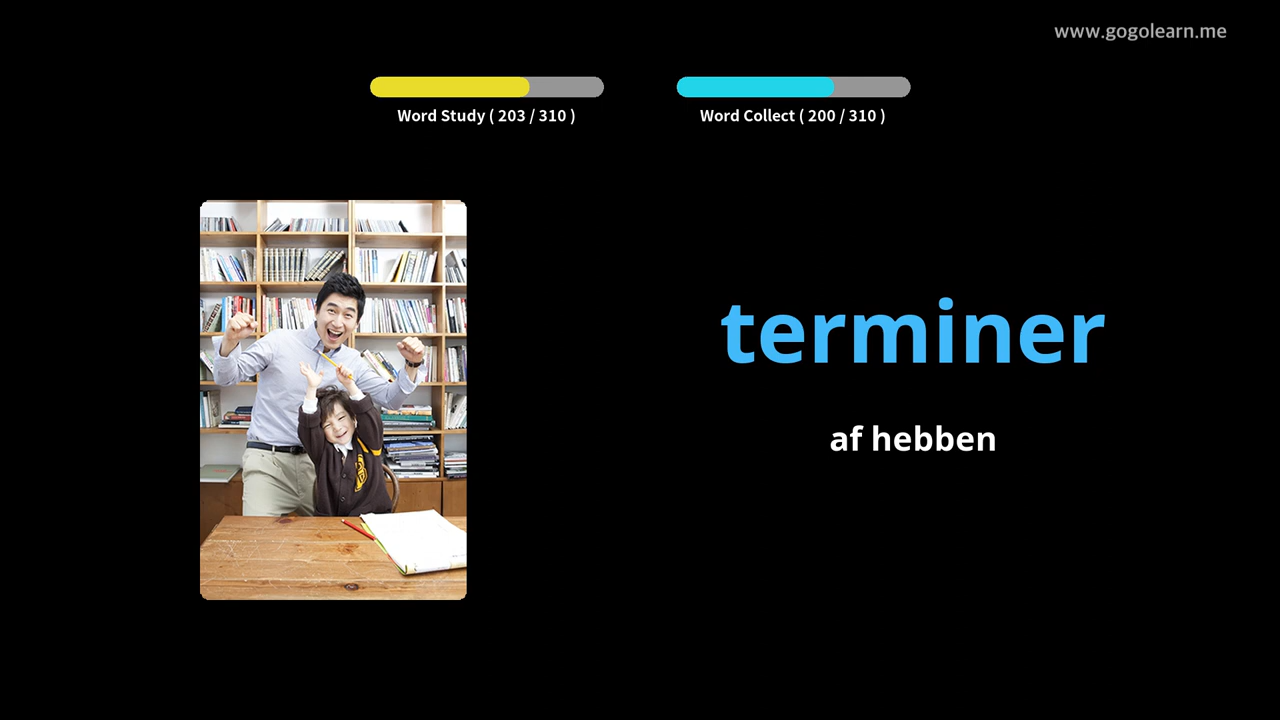 www.gogolearn.me
Word Study ( 203 / 310 )
Word Collect ( 200 / 310 )
terminer
af hebben